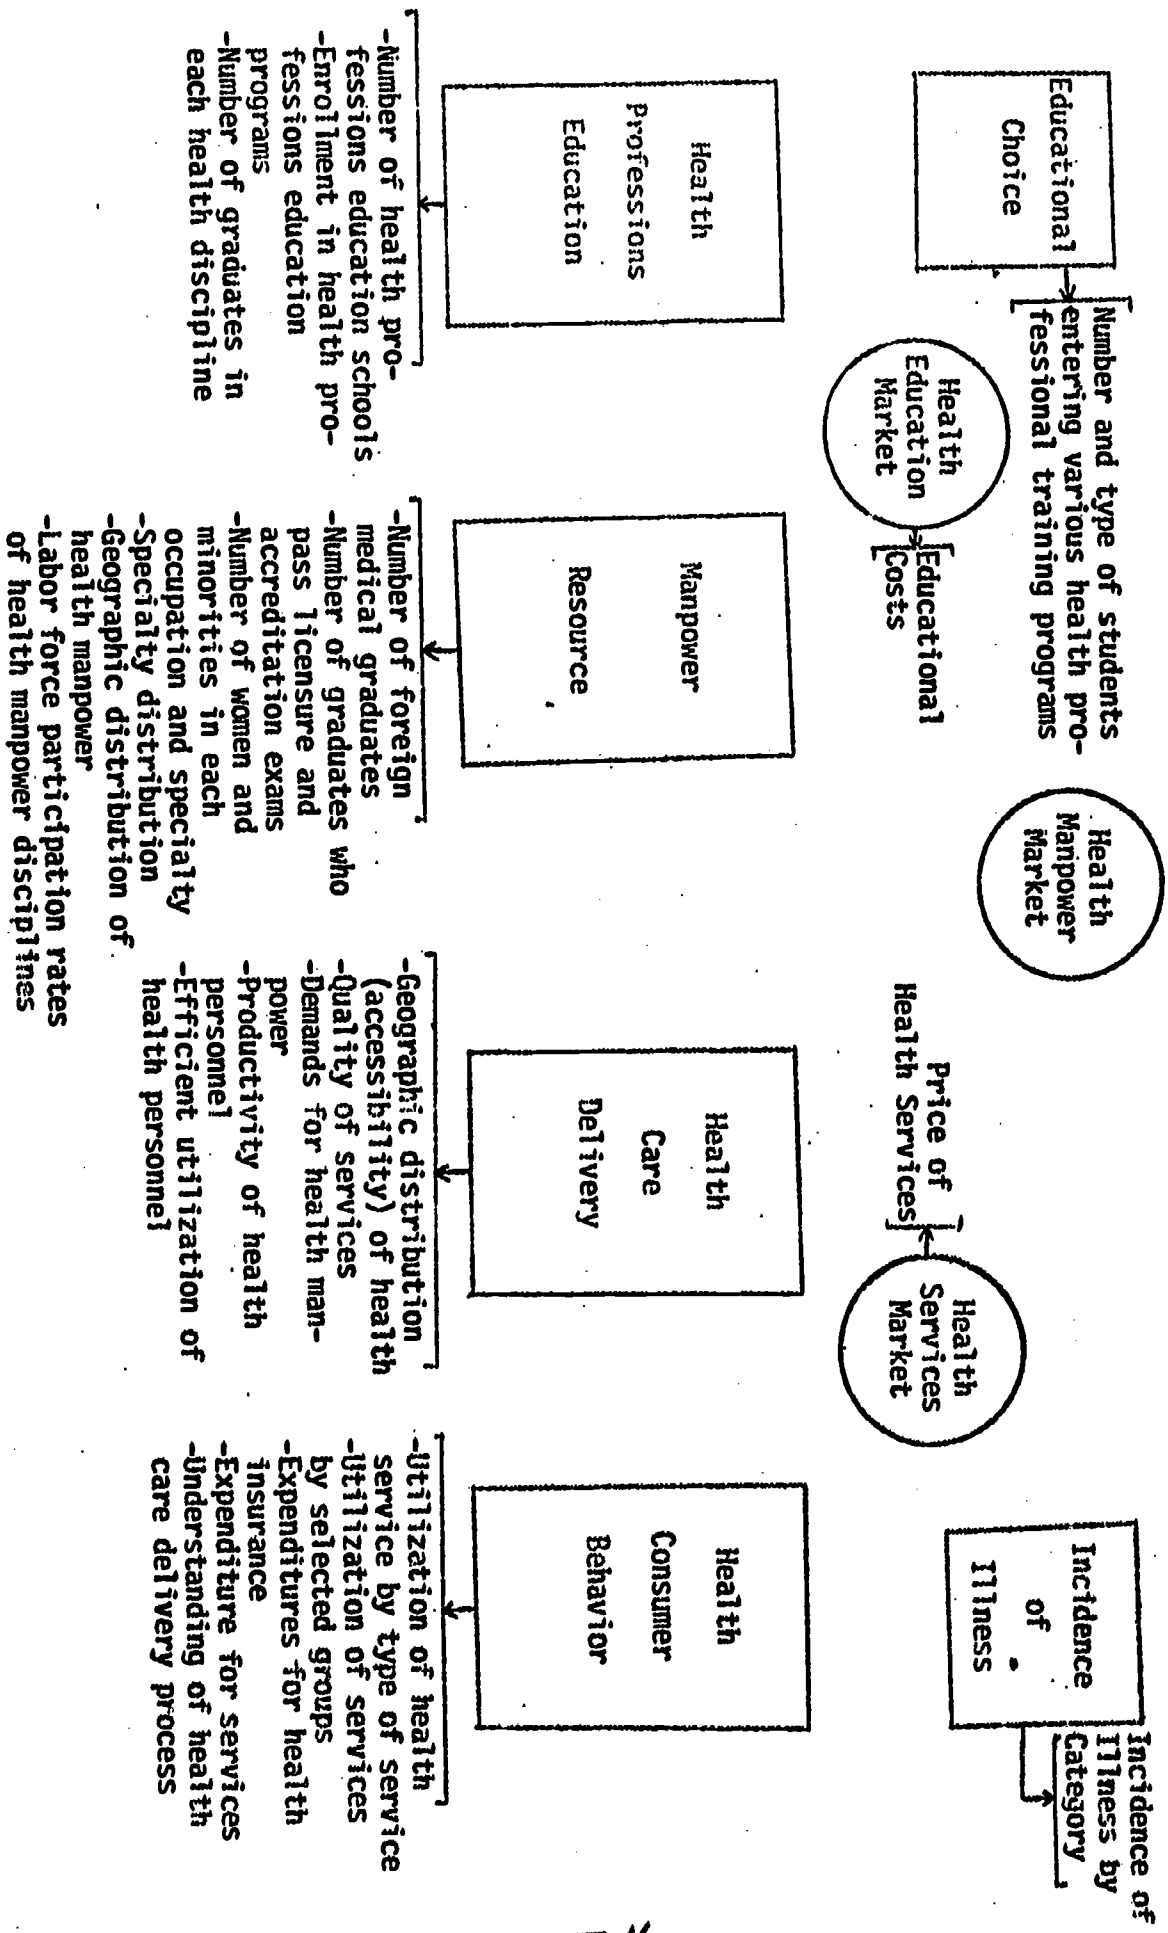 Educational
Choice
Number and type of students
entering various health pro-
fessional training programs
Health
Education
Market
Educational
Costs
Health
Manpower
Market
Price of
Health Services
Health
Services
Market
Incidence
of
Illness
Incidence of
Illness by
Category
Health
Professions
Education
-Number of health pro-
fessions education schools
-Enrollment in health pro-
fessions education
programs
-Number of graduates in
each health discipline
Manpower
Resource
-Number of foreign
medical graduates
-Number of graduates who
pass licensure and
accreditation exams
-Number of women and
minorities in each
occupation and specialty
-Specialty distribution
-Geographic distribution of
health manpower
-Labor force participation rates
of health manpower disciplines
Health
Care
Delivery
-Geographic distribution
(accessibility) of health
-Quality of services
-Demands for health man-
power
-Productivity of health
personnel
-Efficient utilization of
health personnel
Health
Consumer
Behavior
-Utilization of health
service by type of service
-Utilization of services
by selected groups
-Expenditures for health
insurance
-Expenditure for services
-Understanding of health
care delivery process